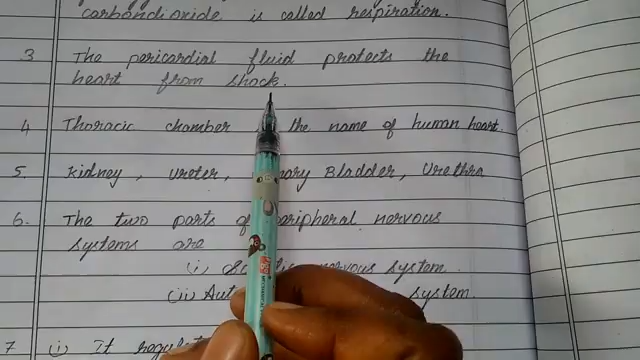 carbondioxide is called respiration.
3 The pericardial fluid protects the
heart from shock.
4 Thoracic chamber the name of human heart.
5. Kidney, Ureter, Bladder, Urethra
6. The two parts of peripheral nervous
systems are
(i) nervous system.
(ii) system.
7 (i) It